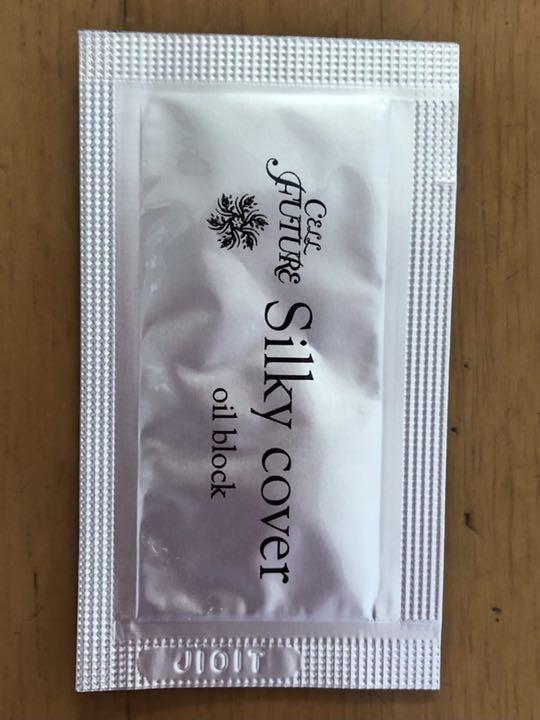 CELL
FUTURE
Silky cover
oil block
JIOIT